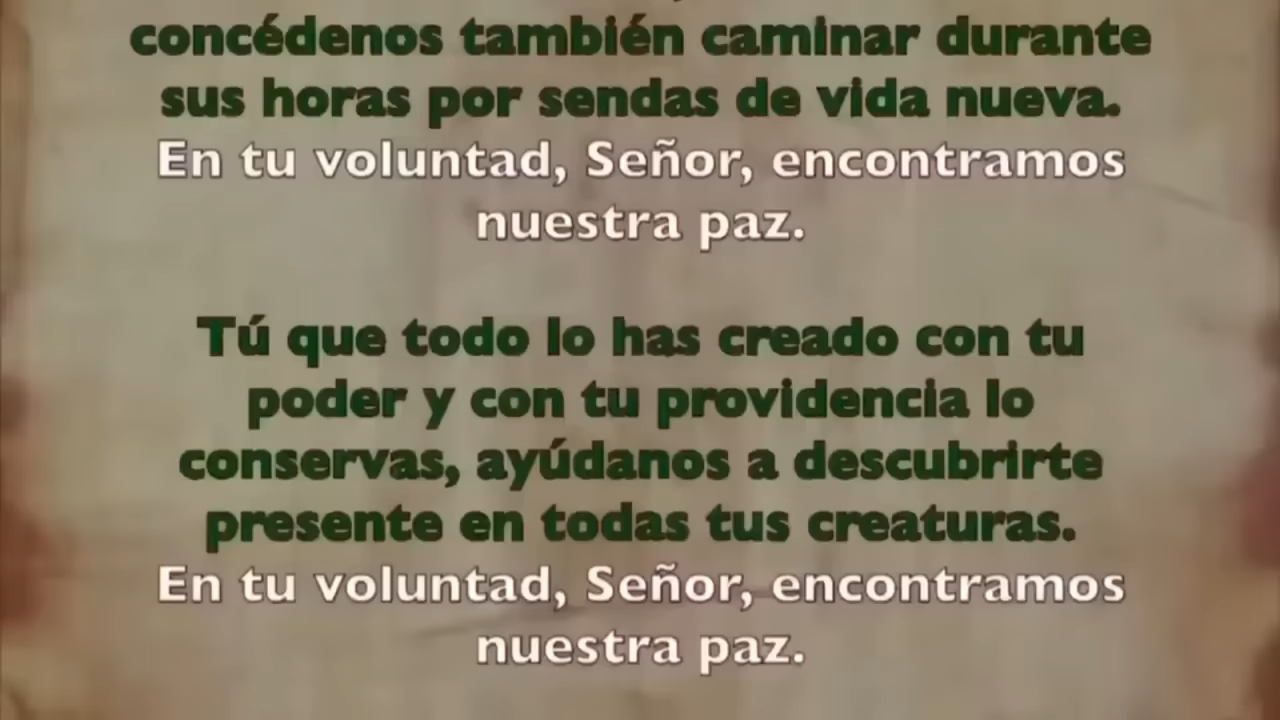 concédenos también caminar durante
sus horas por sendas de vida nueva.
En tu voluntad, Señor, encontramos
nuestra paz.
Tú que todo lo has creado con tu
poder y con tu providencia lo
conservas, ayúdanos a descubrirte
presente en todas tus creaturas.
En tu voluntad, Señor, encontramos
nuestra paz.